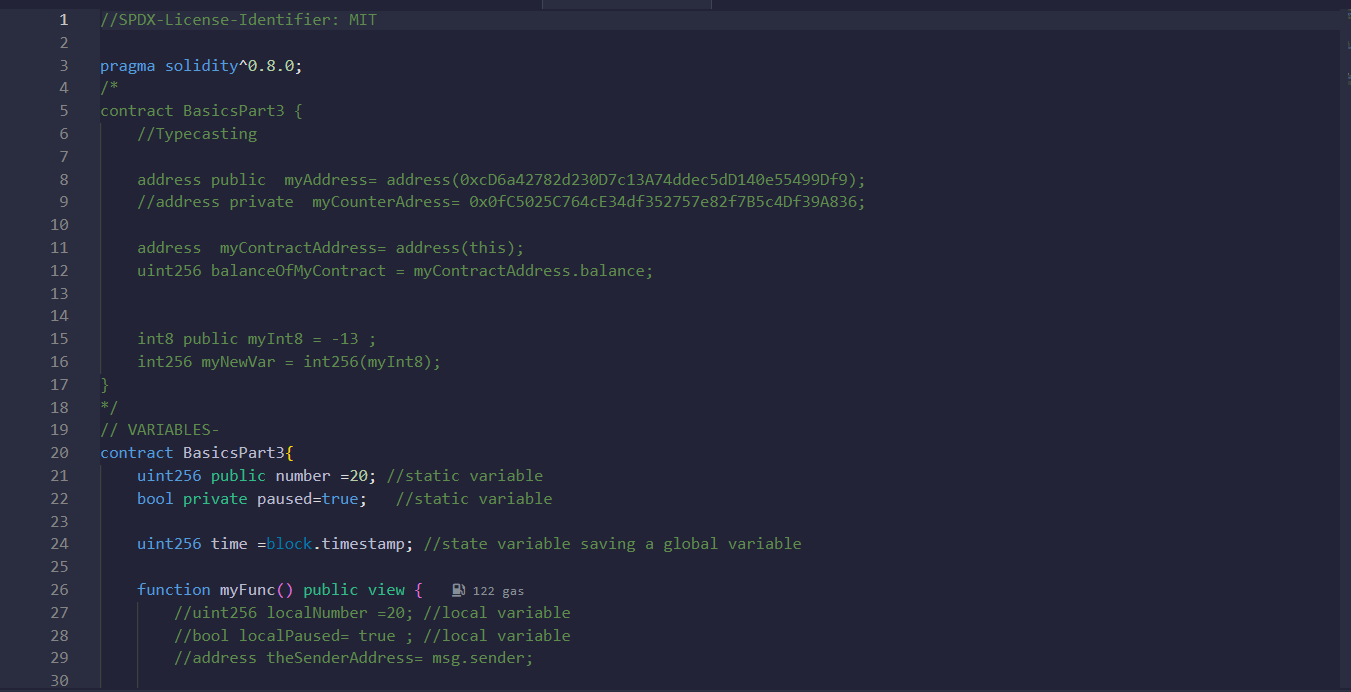 1 //SPDX-License-Identifier: MIT
2
3 pragma solidity^0.8.0;
4 /*
5 contract BasicsPart3 {
6     //Typecasting
7
8     address public  myAddress= address(0xcD6a42782d230D7c13A74ddec5dD140e55499Df9);
9     //address private  myCounterAdress= 0x0fC5025C764cE34df352757e82f7B5c4Df39A836;
10
11     address  myContractAddress= address(this);
12     uint256 balanceOfMyContract = myContractAddress.balance;
13
14
15     int8 public myInt8 = -13 ;
16     int256 myNewVar = int256(myInt8);
17 }
18 */
19 // VARIABLES-
20 contract BasicsPart3{
21     uint256 public number =20; //static variable
22     bool private paused=true;   //static variable
23
24     uint256 time =block.timestamp; //state variable saving a global variable
25
26     function myFunc() public view {   122 gas
27         //uint256 localNumber =20; //local variable
28         //bool localPaused= true ; //local variable
29         //address theSenderAddress= msg.sender;
30